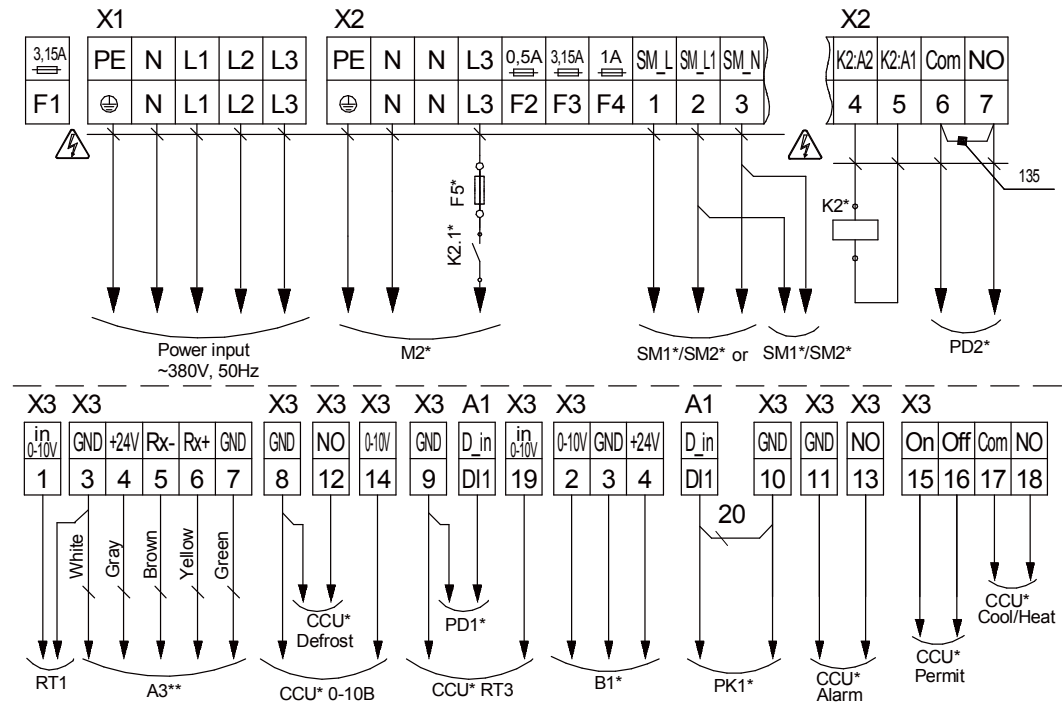 X1 X2 X2
3,15A PE N L1 L2 L3 PE N N L3 0,5A 3,15A 1A SM_L SM_L1 SM_N K2:A2 K2:A1 Com NO
F1 N L1 L2 L3 N N L3 F2 F3 F4 1 2 3 4 5 6 7
135
F5*
K2*
K2.1*
Power input
~380V, 50Hz
M2*
SM1*/SM2* or SM1*/SM2*
PD2*
X3 X3 X3 X3 X3 X3 A1 X3 X3 A1 X3 X3 X3 X3
in 0-10V GND +24V Rx- Rx+ GND GND NO 0-10V GND D_in in 0-10V 0-10V GND +24V D_in GND GND NO On Off Com NO
1 3 4 5 6 7 8 12 14 9 DI1 19 2 3 4 DI1 10 11 13 15 16 17 18
20
White Gray Brown Yellow Green
CCU*
Defrost
PD1*
CCU*
Cool/Heat
RT1
A3**
CCU* 0-10B
CCU* RT3
B1*
PK1*
CCU*
Alarm
CCU*
Permit